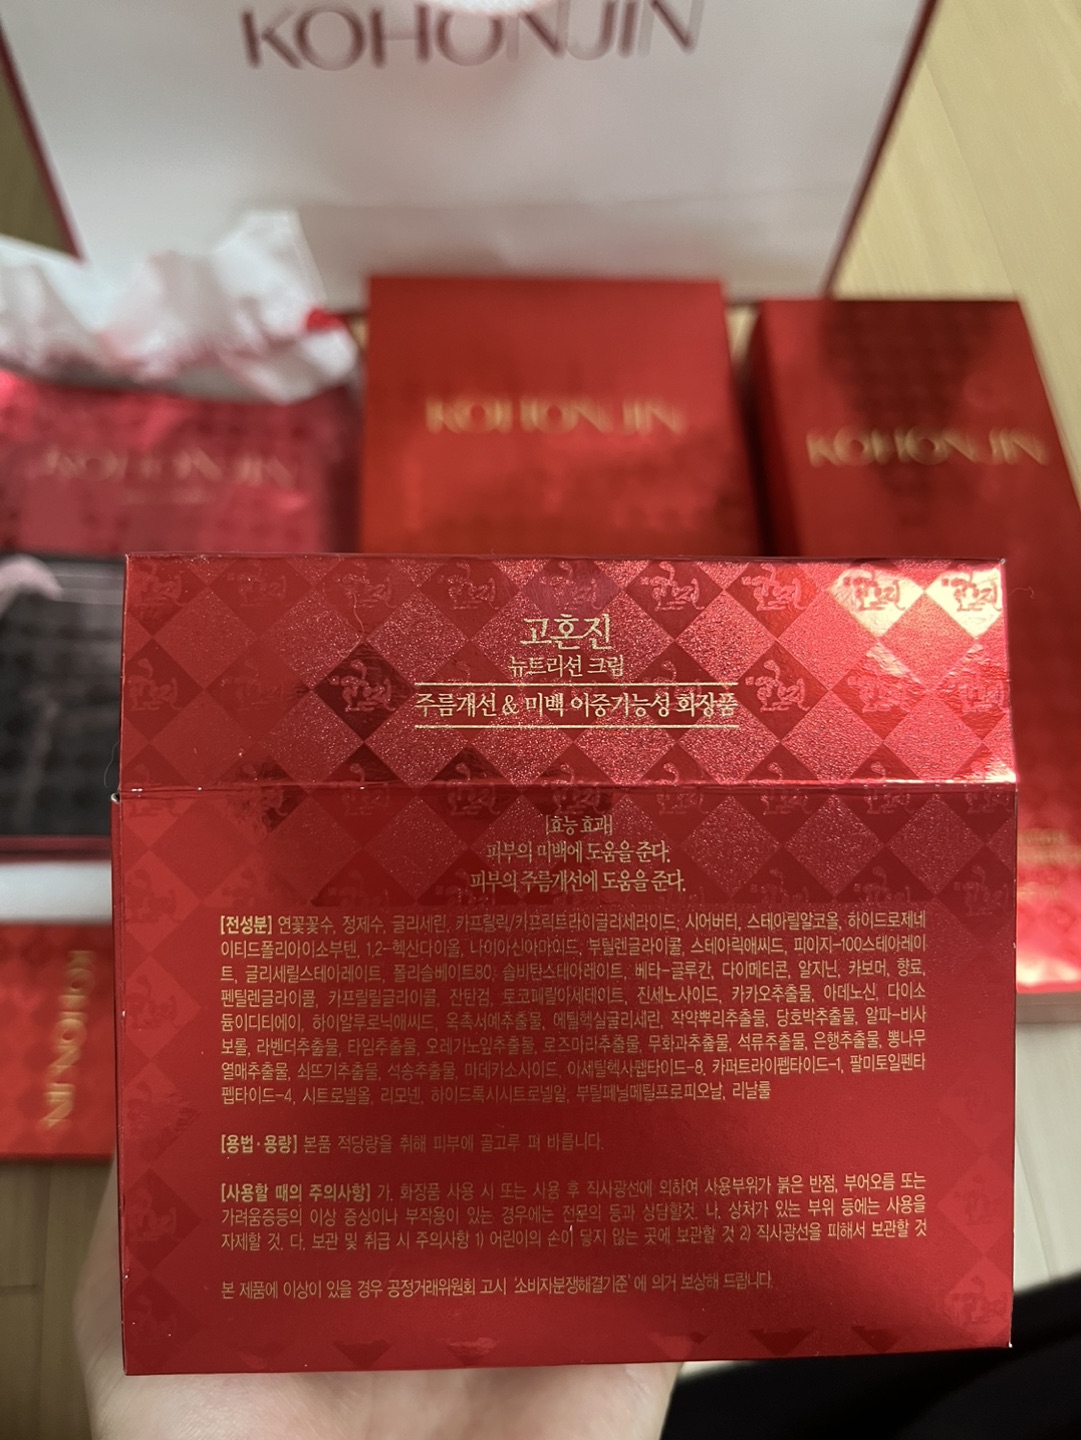 KOHONJIN
KOHONJIN
KOHONJIN
KOHONJIN
고혼진
뉴트리션 크림
주름개선 & 미백 이중기능성 화장품
[효능 효과]
피부의 미백에 도움을 준다.
피부의 주름개선에 도움을 준다.
[전성분] 연꽃꽃수, 정제수, 글리세린, 카프릴릭/카프릭트라이글리세라이드, 시어버터, 스테아릴알코올, 하이드로제네
이티드폴리아이소부텐, 1,2-헥산다이올, 나이아신아마이드, 부틸렌글라이콜, 스테아릭애씨드, 피이지-100스테아레이
트, 글리세릴스테아레이트, 폴리솔베이트80, 솔비탄스테아레이트, 베타-글루칸, 다이메티콘, 알지닌, 카보머, 향료,
펜틸렌글라이콜, 카프릴릴글라이콜, 잔탄검, 토코페릴아세테이트, 진세노사이드, 카카오추출물, 아데노신, 다이소
듐이디티에이, 하이알루로닉애씨드, 옥촉서예추출물, 에틸헥실글리세린, 작약뿌리추출물, 당호박추출물, 알파-비사
보롤, 라벤더추출물, 타임추출물, 오레가노잎추출물, 로즈마리추출물, 무화과추출물, 석류추출물, 은행추출물, 뽕나무
열매추출물, 쇠뜨기추출물, 석송추출물, 마데카소사이드, 아세틸헥사펩타이드-8, 카퍼트라이펩타이드-1, 팔미토일펜타
펩타이드-4, 시트로넬올, 리모넨, 하이드록시시트로넬알, 부틸페닐메틸프로피오날, 리날룰
[용법·용량] 본품 적당량을 취해 피부에 골고루 펴 바릅니다.
[사용할 때의 주의사항] 가. 화장품 사용 시 또는 사용 후 직사광선에 의하여 사용부위가 붉은 반점, 부어오름 또는
가려움증등의 이상 증상이나 부작용이 있는 경우에는 전문의 등과 상담할것. 나. 상처가 있는 부위 등에는 사용을
자제할 것. 다. 보관 및 취급 시 주의사항 1) 어린이의 손이 닿지 않는 곳에 보관할 것 2) 직사광선을 피해서 보관할 것
본 제품에 이상이 있을 경우 공정거래위원회 고시 '소비자분쟁해결기준' 에 의거 보상해 드립니다.
KOHONJIN